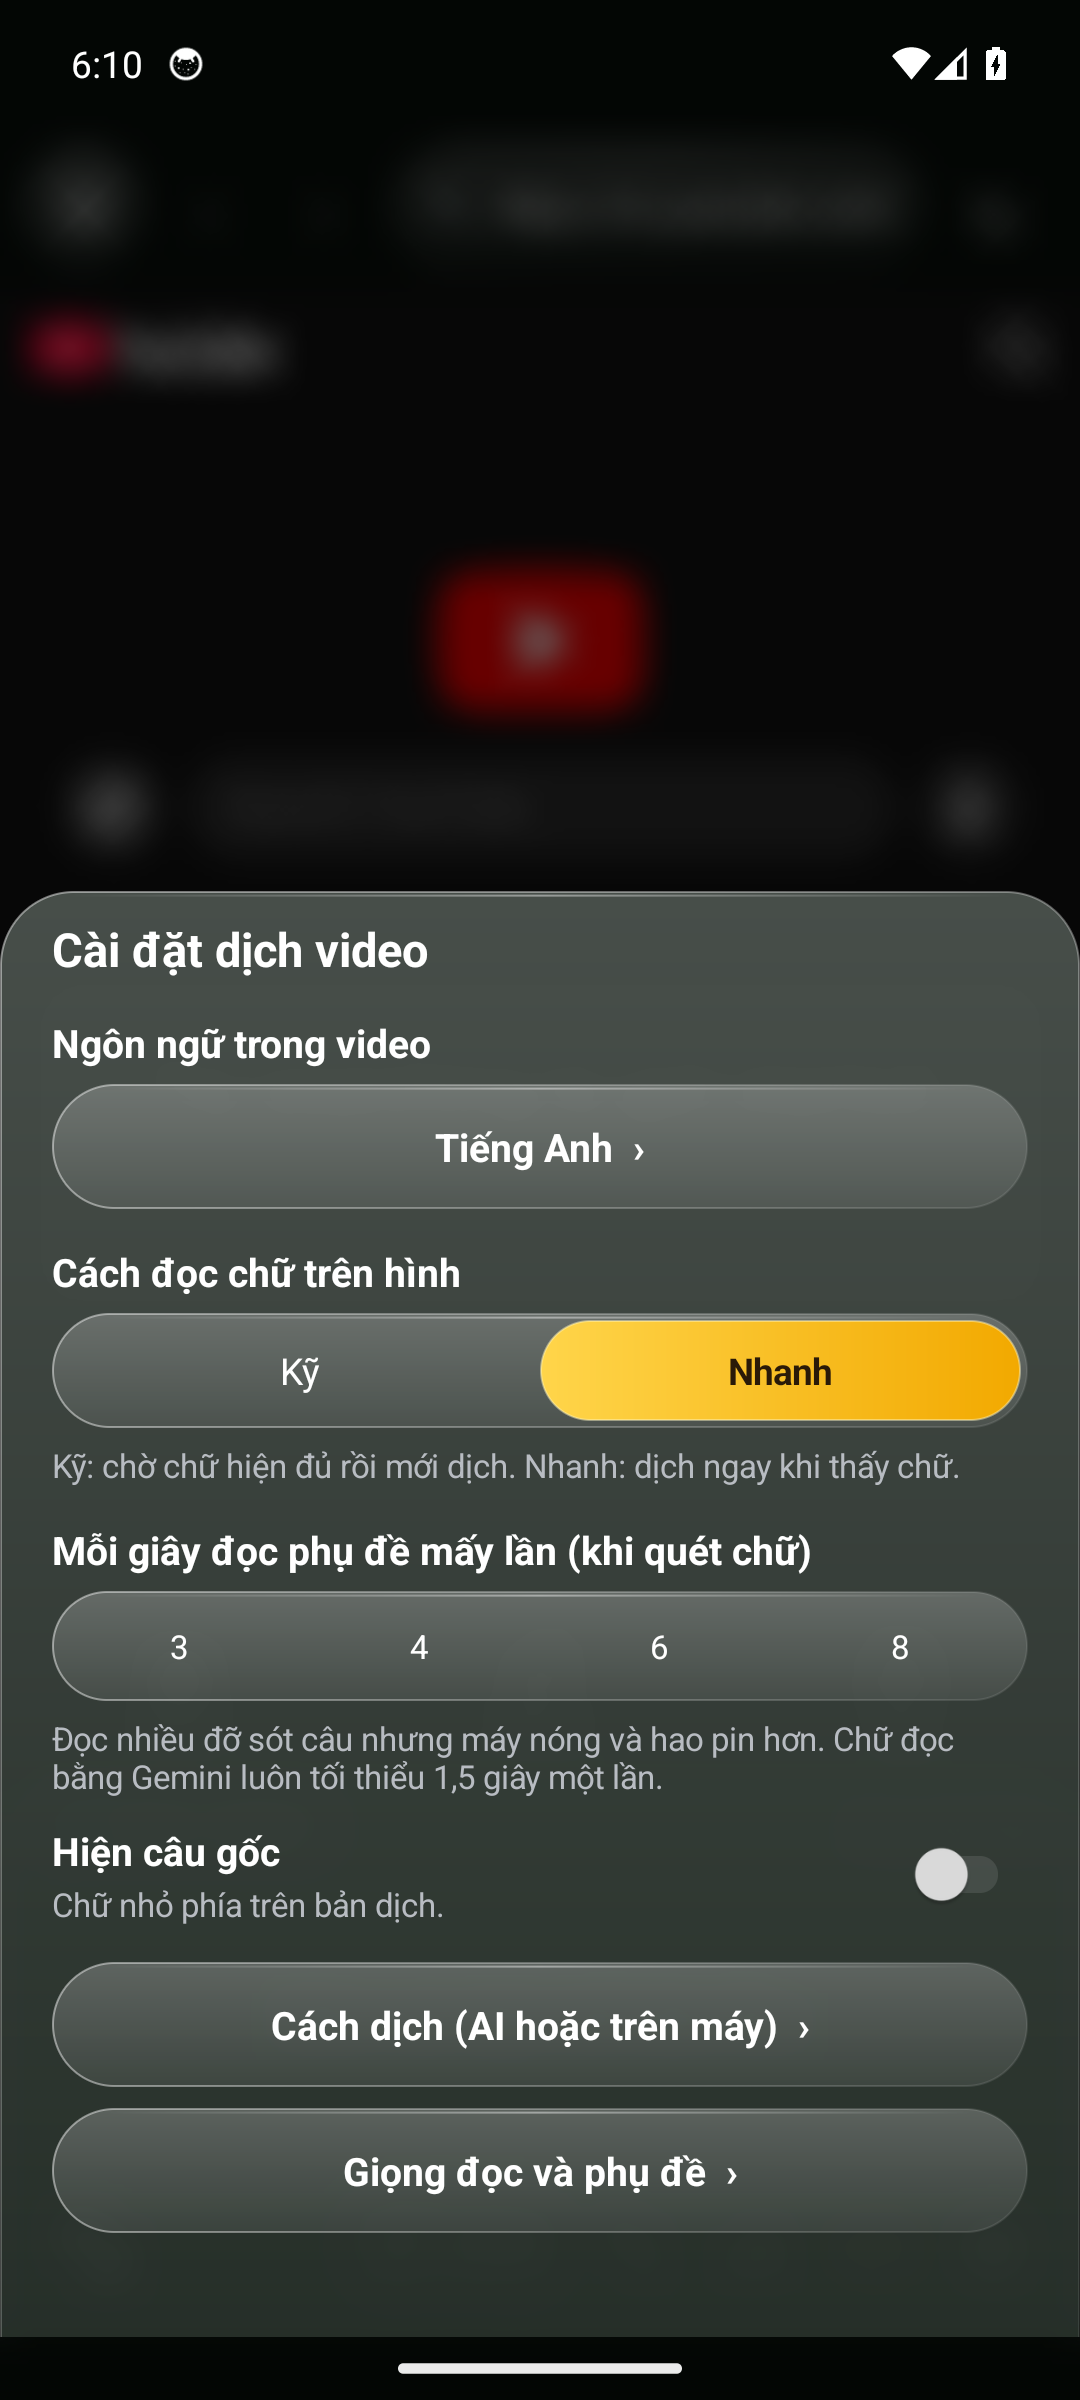 6:10
Cài đặt dịch video
Ngôn ngữ trong video
Tiếng Anh ›
Cách đọc chữ trên hình
Kỹ
Nhanh
Kỹ: chờ chữ hiện đủ rồi mới dịch. Nhanh: dịch ngay khi thấy chữ.
Mỗi giây đọc phụ đề mấy lần (khi quét chữ)
3 4 6 8
Đọc nhiều đỡ sót câu nhưng máy nóng và hao pin hơn. Chữ đọc
bằng Gemini luôn tối thiểu 1,5 giây một lần.
Hiện câu gốc
Chữ nhỏ phía trên bản dịch.
Cách dịch (AI hoặc trên máy) ›
Giọng đọc và phụ đề ›